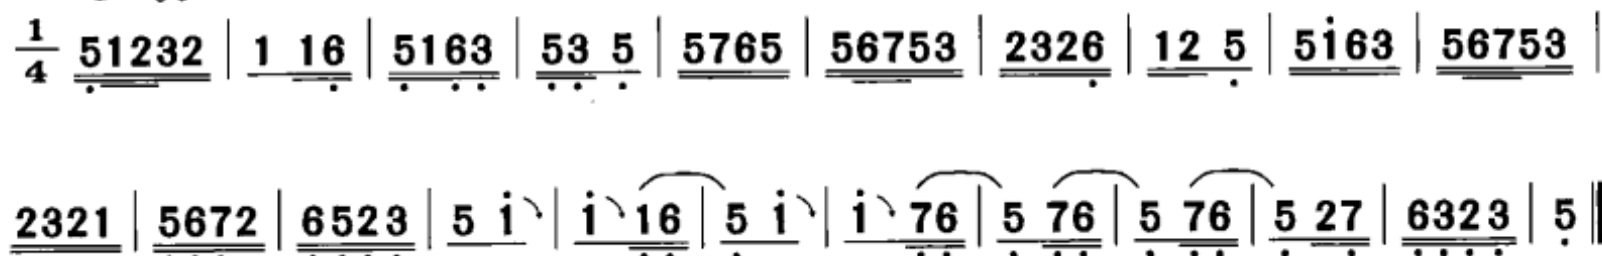 1/4 51232 | 1 16 | 5163 | 53 5 | 5765 | 56753 | 2326 | 12 5 | 5i63 | 56753 |
2321 | 5672 | 6523 | 5 i | i 16 | 5 i | i 76 | 5 76 | 5 76 | 5 27 | 6323 | 5 ‖